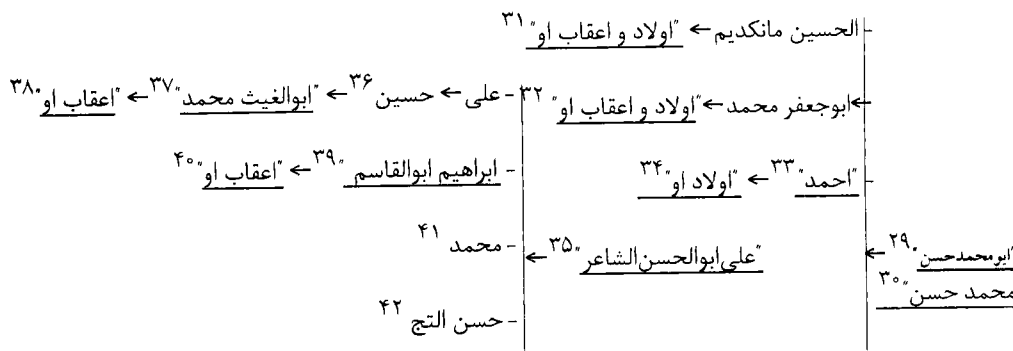 الحسین مانکدیم ← "اولاد و اعقاب او" ۳۱
ابوجعفر محمد ← "اولاد و اعقاب او" ۳۲
"احمد" ۳۳ ← "اولاد او" ۳۴
"ابومحمدحسن" ۲۹
محمد حسن" ۳۰
"علی ابوالحسن الشاعر" ۳۵
علی ← حسین ۳۶ ← "ابوالغیث محمد" ۳۷ ← "اعقاب او" ۳۸
ابراهیم ابوالقاسم" ۳۹ ← "اعقاب او" ۴۰
محمد ۴۱
حسن التج ۴۲